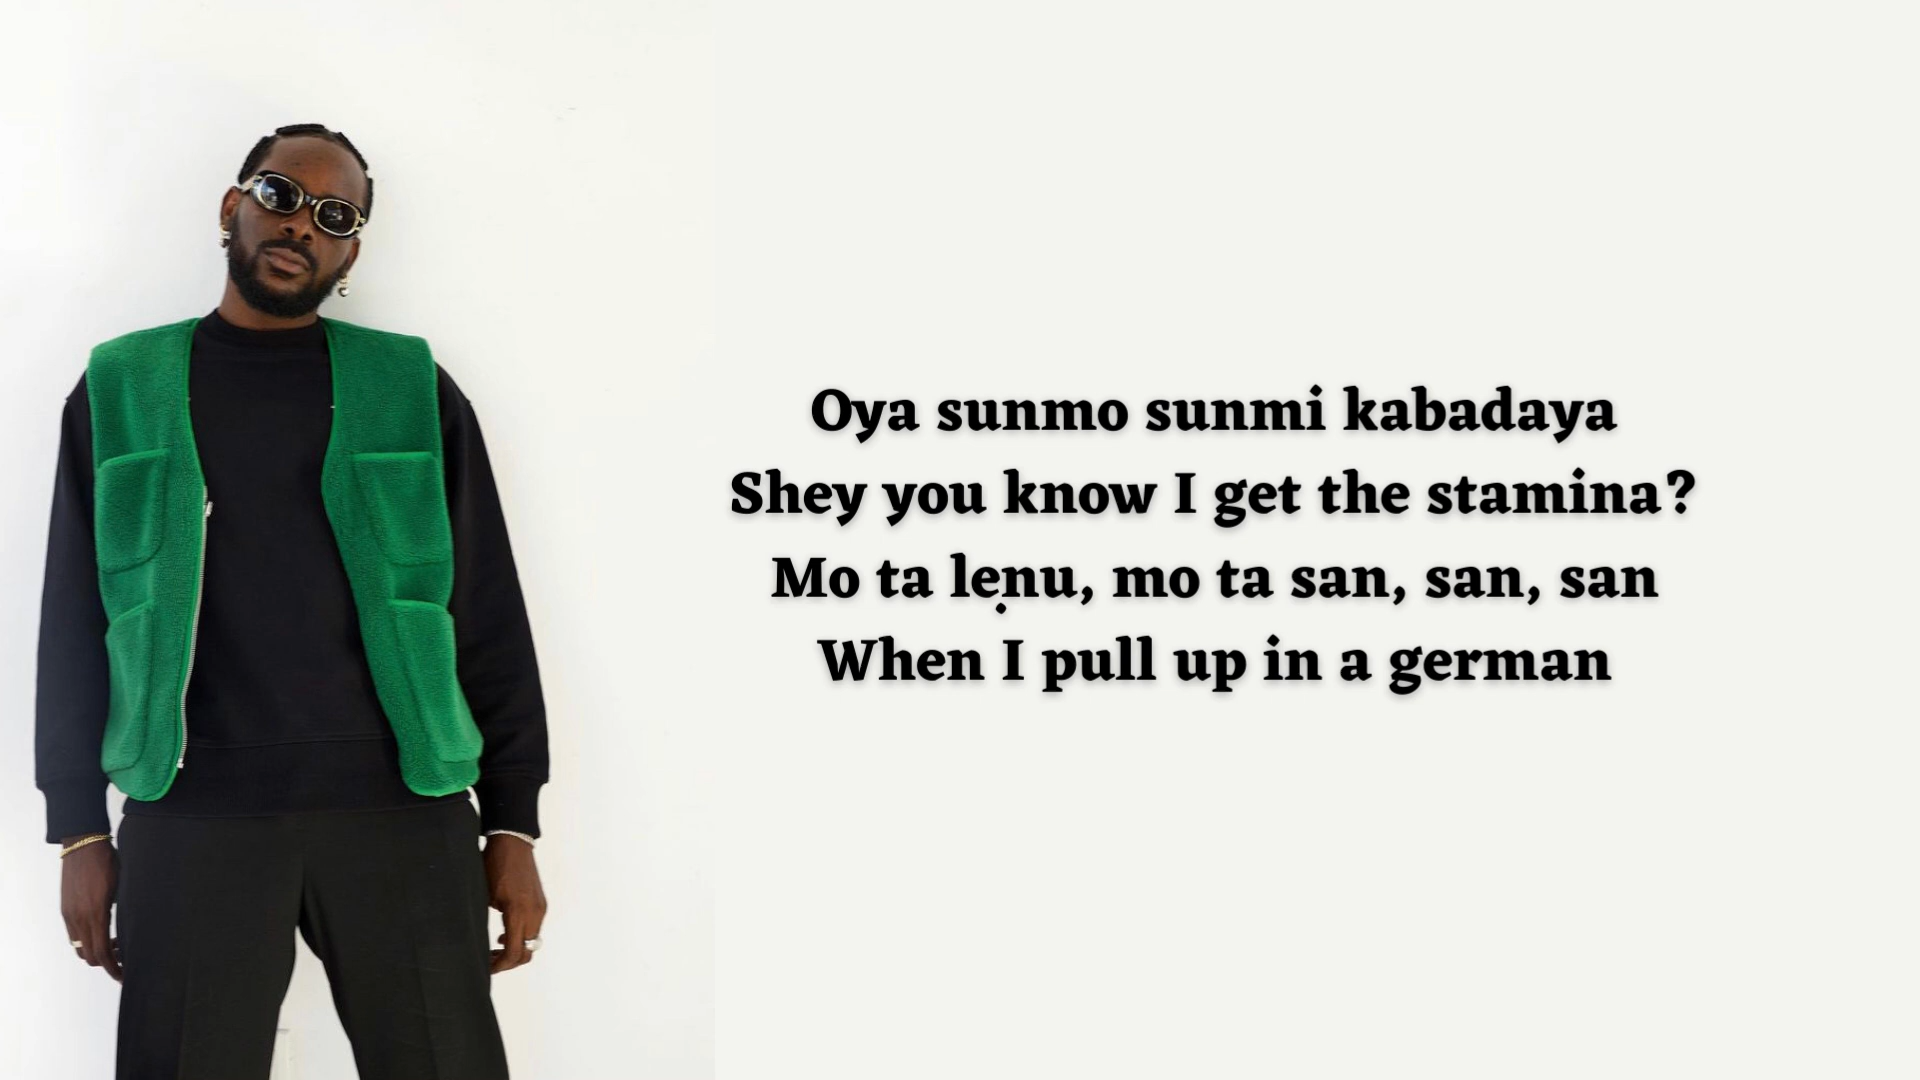 Oya sunmo sunmi kabadaya
Shey you know I get the stamina?
Mo ta lẹnu, mo ta san, san, san
When I pull up in a german